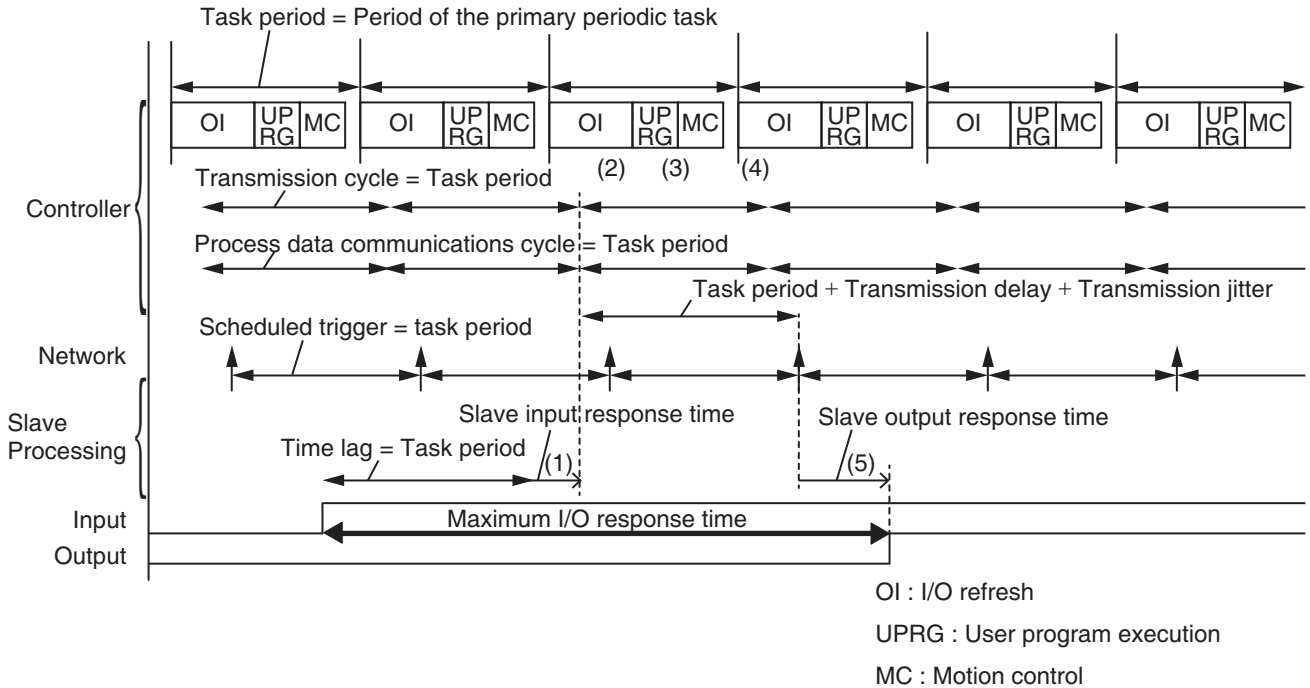 Task period = Period of the primary periodic task
OI UP RG MC OI UP RG MC OI UP RG MC OI UP RG MC OI UP RG MC OI UP RG MC
(2) (3) (4)
Transmission cycle = Task period
Controller
Process data communications cycle = Task period
Task period + Transmission delay + Transmission jitter
Scheduled trigger = task period
Network
Slave input response time
Slave output response time
Slave
Processing
Time lag = Task period
(1)
(5)
Input
Maximum I/O response time
Output
OI : I/O refresh
UPRG : User program execution
MC : Motion control